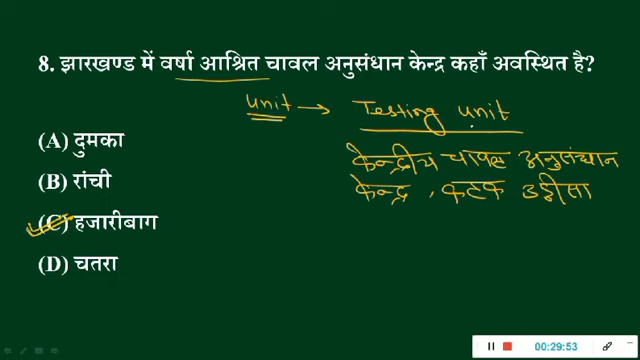 8. झारखण्ड में वर्षा आश्रित चावल अनुसंधान केन्द्र कहाँ अवस्थित है?
unit → Testing unit
(A) दुमका
केन्द्रीय चावल अनुसंधान
(B) रांची
केन्द्र, कटक उड़ीसा
(C) हजारीबाग
(D) चतरा
00:29:53